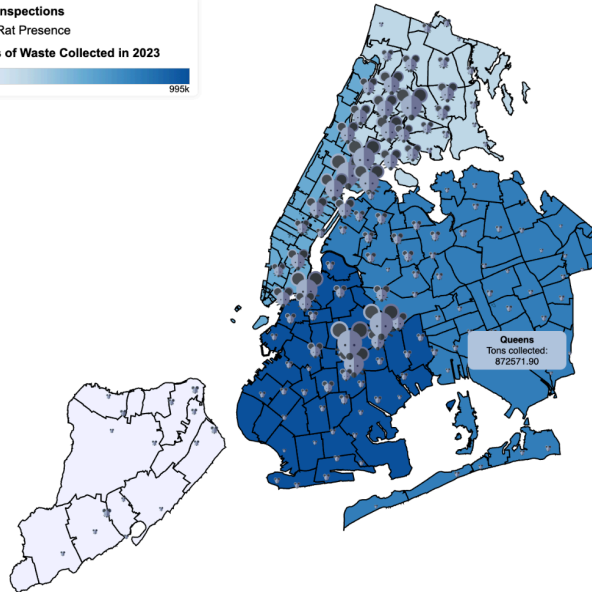 nspections
Rat Presence
s of Waste Collected in 2023
995k
Queens
Tons collected:
872571.90